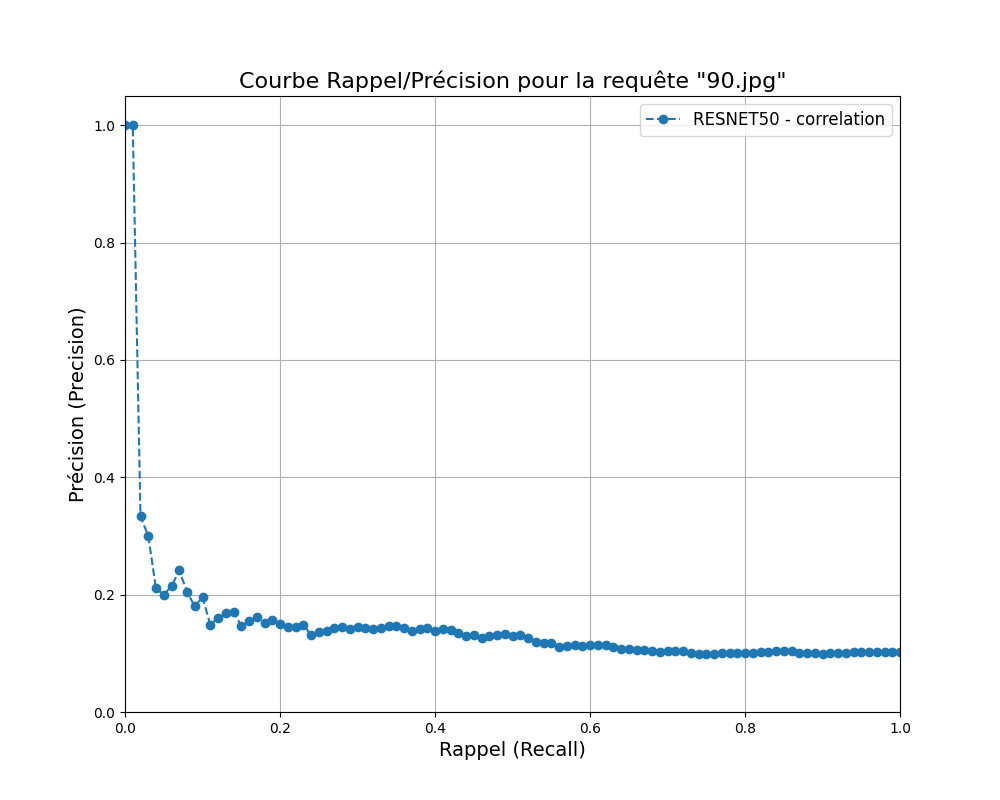 Courbe Rappel/Précision pour la requête "90.jpg"
RESNET50 - correlation
1.0
0.8
0.6
0.4
0.2
0.0
Précision (Precision)
0.0 0.2 0.4 0.6 0.8 1.0
Rappel (Recall)